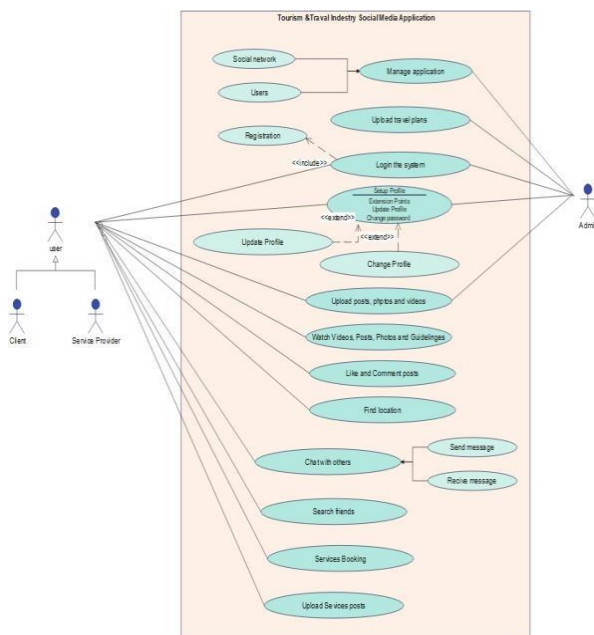 Tourism &Traval Indestry Social Media Application
Social network
Manage application
Users
Upload travel plans
Registration
<<include>>
Login the system
Setup Profile
Extension Points
Update Profile
Change password
<<extend>>
<<extend>>
Update Profile
Change Profile
user
Admi
Client
Service Provider
Upload posts, photos and videos
Watch Videos, Posts, Photos and Guidelinges
Like and Comment posts
Find location
Send message
Chat with others
Recive message
Search friends
Services Booking
Upload Sevices posts